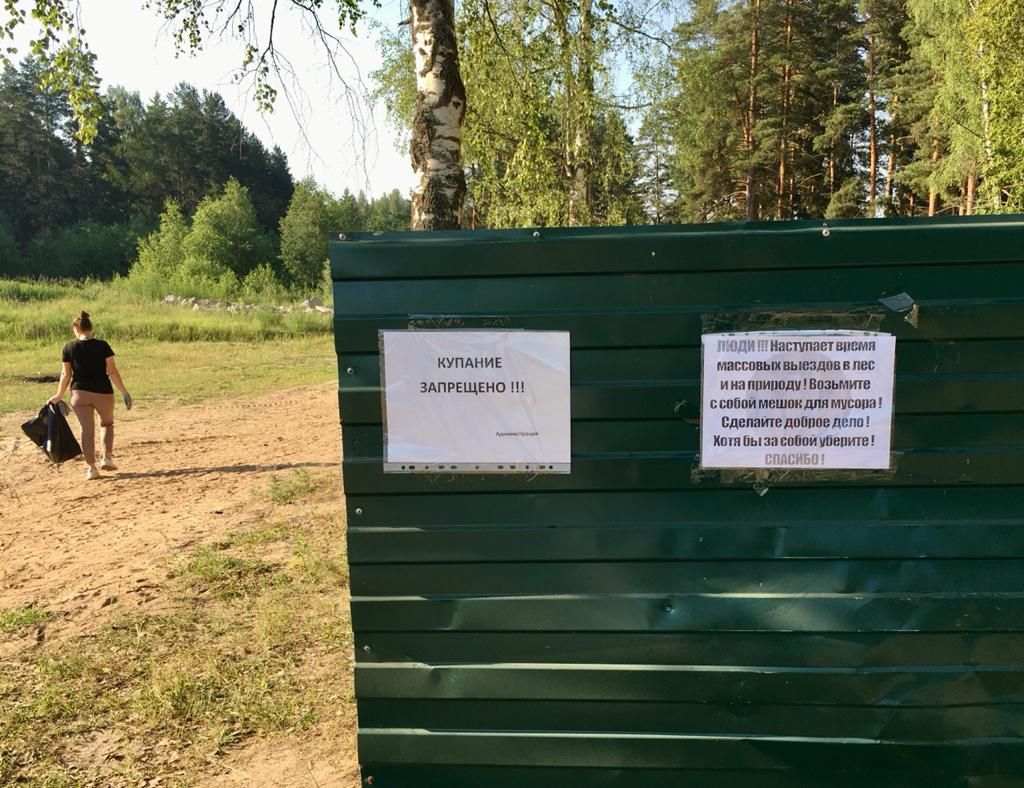 КУПАНИЕ
ЗАПРЕЩЕНО !!!
Администрация
ЛЮДИ !!! Наступает время
массовых выездов в лес
и на природу ! Возьмите
с собой мешок для мусора !
Сделайте доброе дело !
Хотя бы за собой уберите !
СПАСИБО !